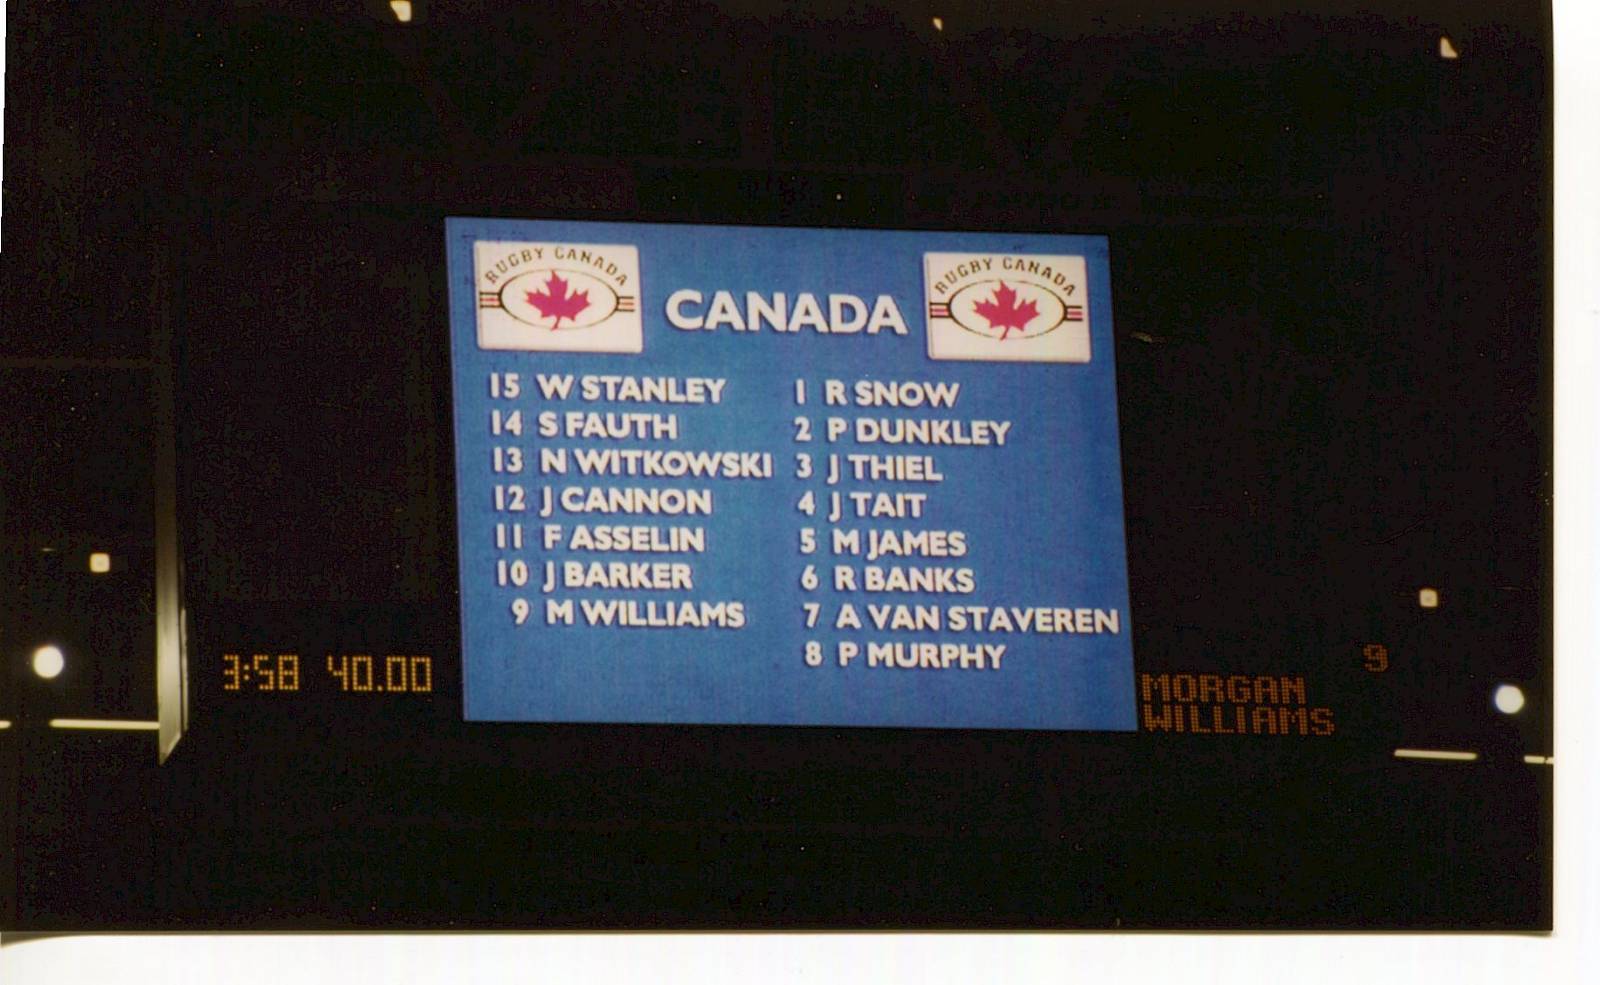 RUGBY CANADA
CANADA
RUGBY CANADA
15 W STANLEY
14 S FAUTH
13 N WITKOWSKI
12 J CANNON
11 F ASSELIN
10 J BARKER
9 M WILLIAMS
1 R SNOW
2 P DUNKLEY
3 J THIEL
4 J TAIT
5 M JAMES
6 R BANKS
7 A VAN STAVEREN
8 P MURPHY
3:58 40.00
9
MORGAN
WILLIAMS